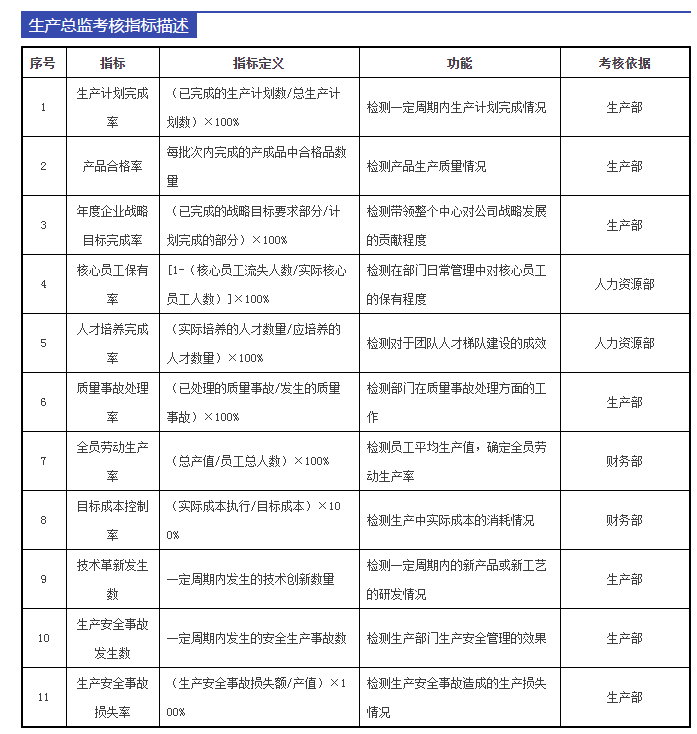 生产总监考核指标描述
序号 指标 指标定义 功能 考核依据
1 生产计划完成率 （已完成的生产计划数/总生产计划数）×100% 检测一定周期内生产计划完成情况 生产部
2 产品合格率 每批次内完成的产成品中合格品数量 检测产品生产质量情况 生产部
3 年度企业战略目标完成率 （已完成的战略目标要求部分/计划完成的部分）×100% 检测带领整个中心对公司战略发展的贡献程度 生产部
4 核心员工保有率 [1-（核心员工流失人数/实际核心员工人数）]×100% 检测在部门日常管理中对核心员工的保有程度 人力资源部
5 人才培养完成率 （实际培养的人才数量/应培养的人才数量）×100% 检测对于团队人才梯队建设的成效 人力资源部
6 质量事故处理率 （已处理的质量事故/发生的质量事故）×100% 检测部门在质量事故处理方面的工作 生产部
7 全员劳动生产率 （总产值/员工总人数）×100% 检测员工平均生产值，确定全员劳动生产率 财务部
8 目标成本控制率 （实际成本执行/目标成本）×100% 检测生产中实际成本的消耗情况 财务部
9 技术革新发生数 一定周期内发生的技术创新数量 检测一定周期内的新产品或新工艺的研发情况 生产部
10 生产安全事故发生数 一定周期内发生的安全生产事故数 检测生产部门生产安全管理的效果 生产部
11 生产安全事故损失率 （生产安全事故损失额/产值）×100% 检测生产安全事故造成的生产损失情况 生产部